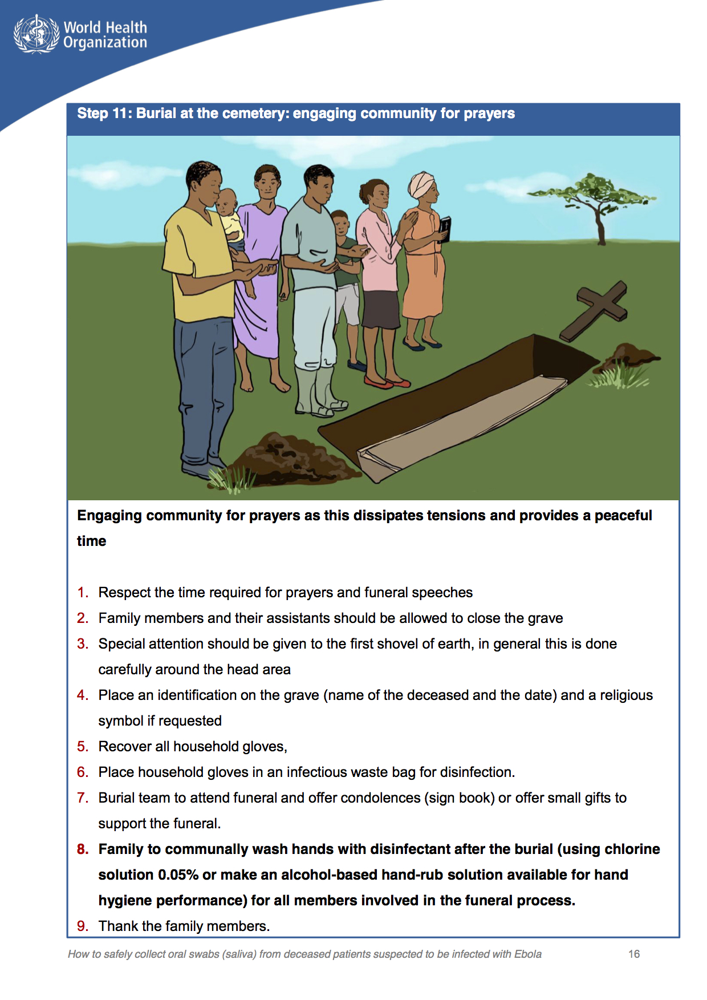 World Health
Organization
Step 11: Burial at the cemetery: engaging community for prayers
Engaging community for prayers as this dissipates tensions and provides a peaceful
time
1. Respect the time required for prayers and funeral speeches
2. Family members and their assistants should be allowed to close the grave
3. Special attention should be given to the first shovel of earth, in general this is done
carefully around the head area
4. Place an identification on the grave (name of the deceased and the date) and a religious
symbol if requested
5. Recover all household gloves,
6. Place household gloves in an infectious waste bag for disinfection.
7. Burial team to attend funeral and offer condolences (sign book) or offer small gifts to
support the funeral.
8. Family to communally wash hands with disinfectant after the burial (using chlorine
solution 0.05% or make an alcohol-based hand-rub solution available for hand
hygiene performance) for all members involved in the funeral process.
9. Thank the family members.
How to safely collect oral swabs (saliva) from deceased patients suspected to be infected with Ebola 16